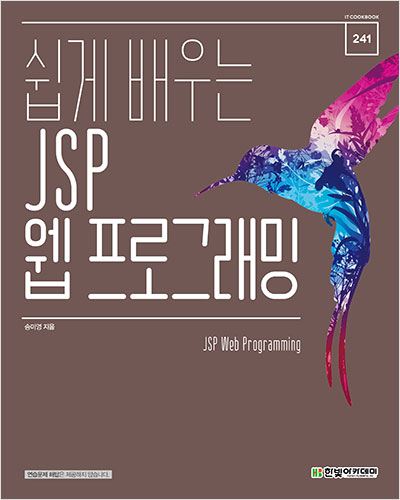 IT COOKBOOK
241
쉽게 배우는
JSP
웹 프로그래밍
송미영 지음
JSP Web Programming
연습문제 해답은 제공하지 않습니다.
HB 한빛아카데미